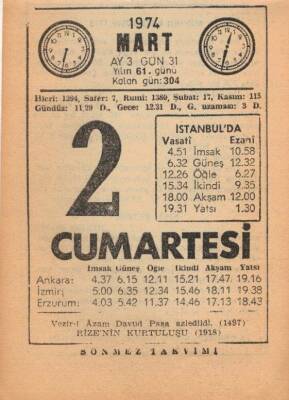 1974
MART
AY 3 GÜN 31
Yılın 61. günü
Kalan gün: 304
Hicri: 1394, Safer: 7, Rumi: 1389, Şubat: 17, Kasım: 115
Gündüz: 11.29 D., Gece: 12.31 D., G. uzaması: 3 D.
2
İSTANBUL'DA
Vasati Ezani
4.51 İmsak 10.58
6.32 Güneş 12.32
12.26 Öğle 6.27
15.34 İkindi 9.35
18.00 Akşam 12.00
19.31 Yatsı 1.30
CUMARTESİ
İmsak Güneş Öğle İkindi Akşam Yatsı
Ankara: 4.37 6.15 12.11 15.21 17.47 19.16
İzmir: 5.00 6.35 12.34 15.46 18.11 19.38
Erzurum: 4.03 5.42 11.37 14.46 17.13 18.43
Vezir-i Azam Davud Paşa azledildi. (1497)
RİZE'NİN KURTULUŞU (1918)
SÖNMEZ TAKVİMİ